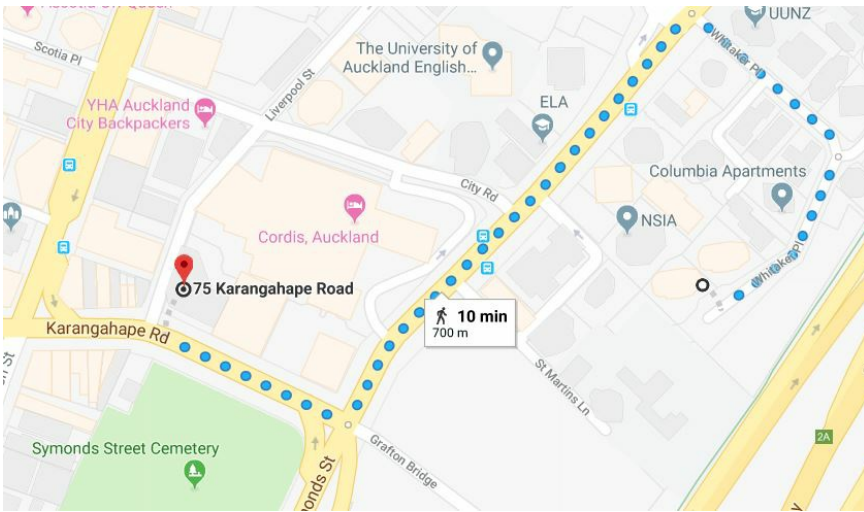 UUNZ
Scotia Pl
Whitaker Pl
The University of
Auckland English...
Liverpool St
YHA Auckland
City Backpackers
ELA
Columbia Apartments
City Rd
NSIA
Cordis, Auckland
Whitaker Pl
75 Karangahape Road
10 min
700 m
Karangahape Rd
St Martins Ln
Symonds Street Cemetery
Grafton Bridge
2A